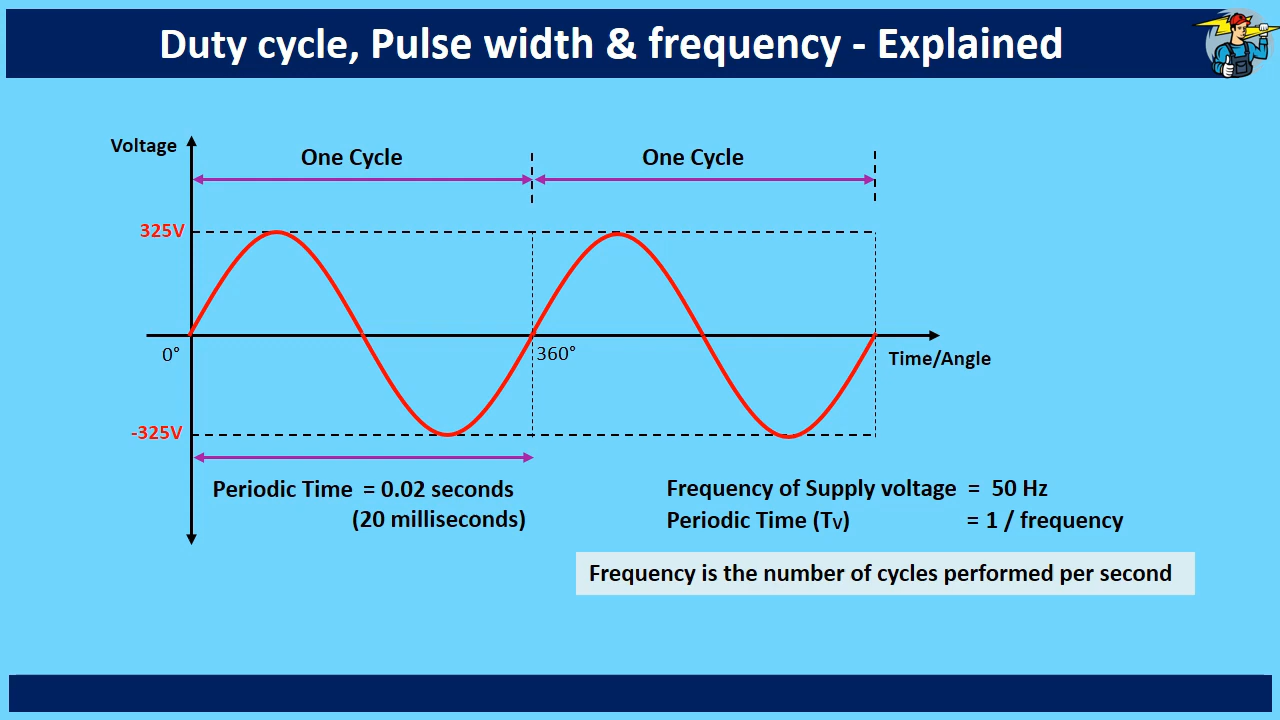 Duty cycle, Pulse width & frequency - Explained
Voltage
One Cycle
One Cycle
325V
0°
360°
Time/Angle
-325V
Periodic Time = 0.02 seconds
(20 milliseconds)
Frequency of Supply voltage = 50 Hz
Periodic Time (Tv) = 1 / frequency
Frequency is the number of cycles performed per second